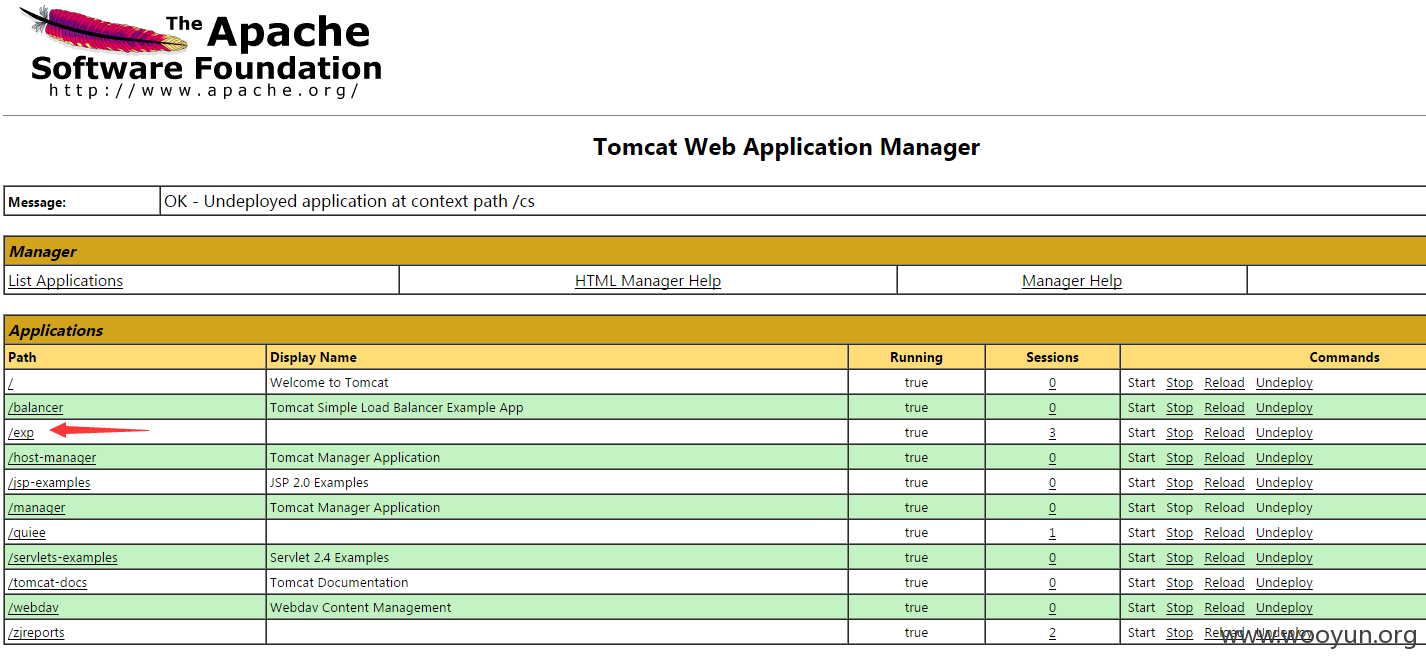 The Apache
Software Foundation
http://www.apache.org/
Tomcat Web Application Manager
Message: OK - Undeployed application at context path /cs
Manager
List Applications HTML Manager Help Manager Help
Applications
Path Display Name Running Sessions Commands
/ Welcome to Tomcat true 0 Start Stop Reload Undeploy
/balancer Tomcat Simple Load Balancer Example App true 0 Start Stop Reload Undeploy
/exp true 3 Start Stop Reload Undeploy
/host-manager Tomcat Manager Application true 0 Start Stop Reload Undeploy
/jsp-examples JSP 2.0 Examples true 0 Start Stop Reload Undeploy
/manager Tomcat Manager Application true 0 Start Stop Reload Undeploy
/quiee true 1 Start Stop Reload Undeploy
/servlets-examples Servlet 2.4 Examples true 0 Start Stop Reload Undeploy
/tomcat-docs Tomcat Documentation true 0 Start Stop Reload Undeploy
/webdav Webdav Content Management true 0 Start Stop Reload Undeploy
/zjreports true 2 Start Stop Reload Undeploy
www.wooyun.org